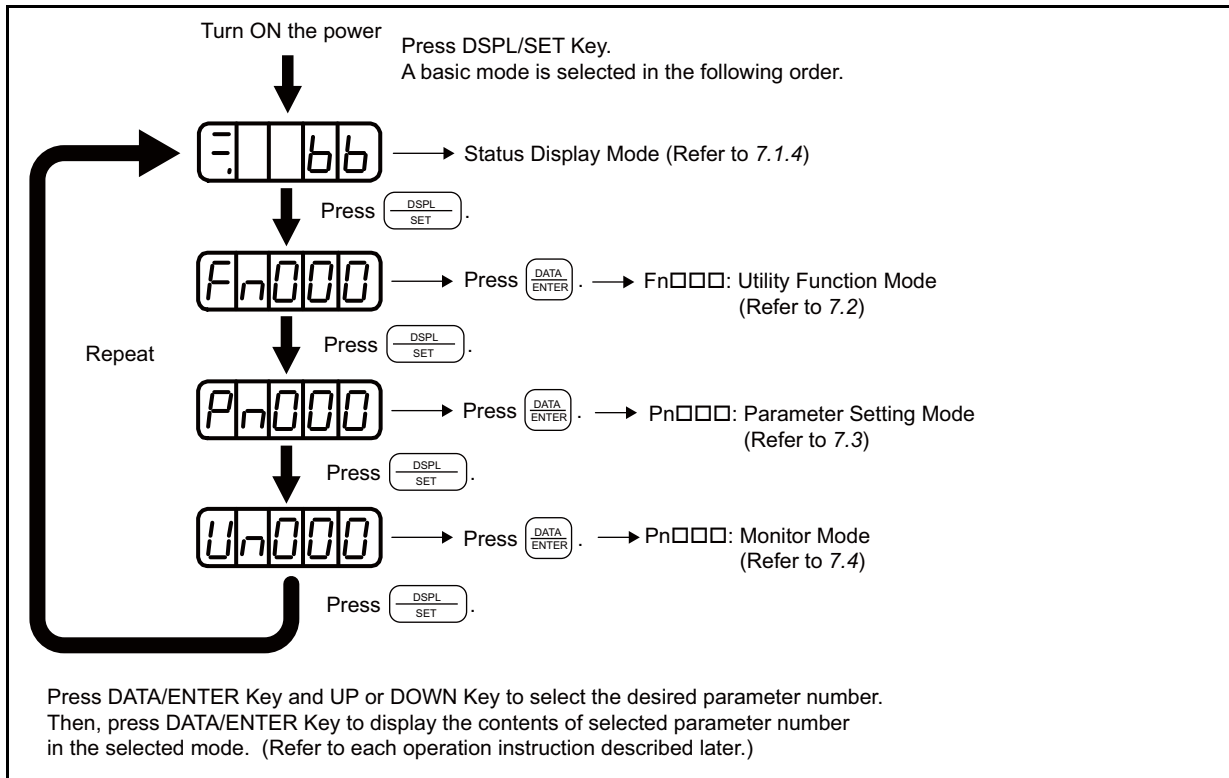 Turn ON the power
Press DSPL/SET Key.
A basic mode is selected in the following order.
bb
Status Display Mode (Refer to 7.1.4)
Press DSPL SET .
Fn000
Press DATA ENTER .
Fn□□□: Utility Function Mode
(Refer to 7.2)
Press DSPL SET .
Repeat
Pn000
Press DATA ENTER .
Pn□□□: Parameter Setting Mode
(Refer to 7.3)
Press DSPL SET .
Un000
Press DATA ENTER .
Pn□□□: Monitor Mode
(Refer to 7.4)
Press DSPL SET .
Press DATA/ENTER Key and UP or DOWN Key to select the desired parameter number.
Then, press DATA/ENTER Key to display the contents of selected parameter number
in the selected mode. (Refer to each operation instruction described later.)